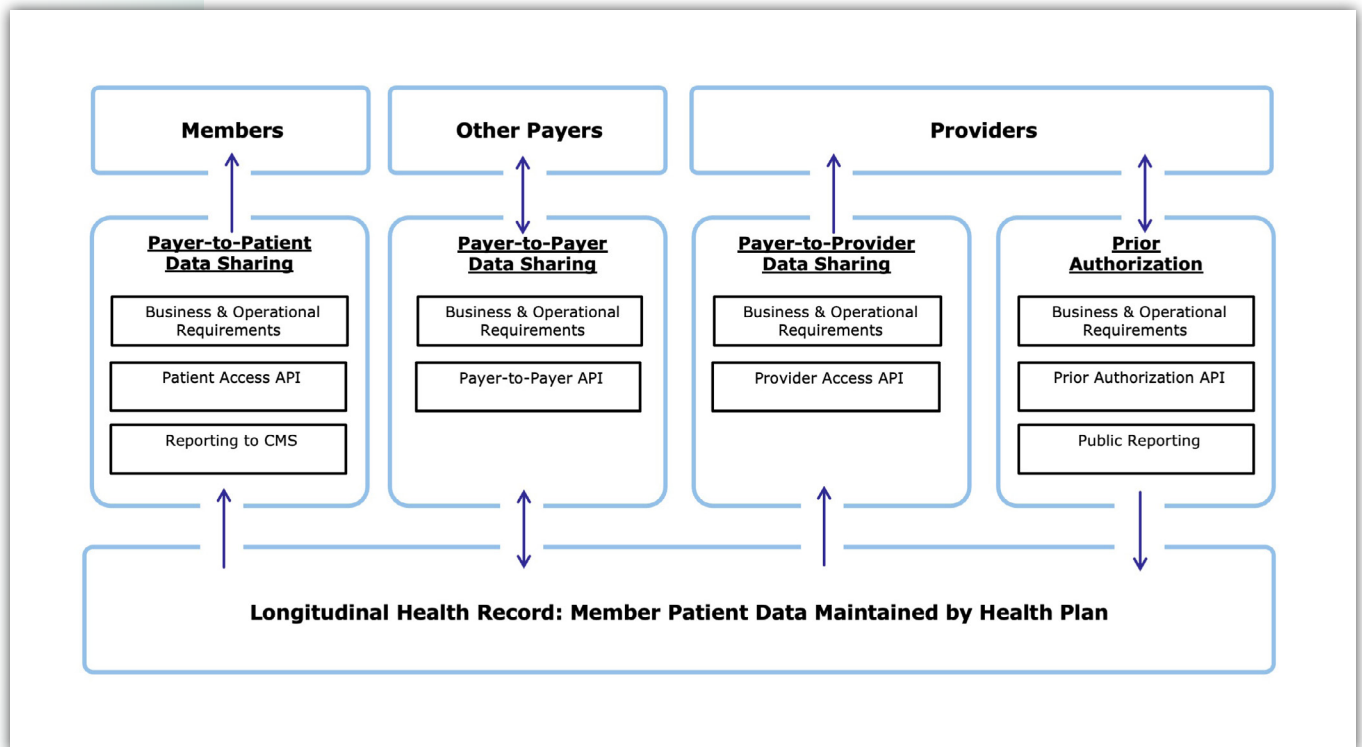 Members
Other Payers
Providers
Payer-to-Patient
Data Sharing
Business & Operational
Requirements
Patient Access API
Reporting to CMS
Payer-to-Payer
Data Sharing
Business & Operational
Requirements
Payer-to-Payer API
Payer-to-Provider
Data Sharing
Business & Operational
Requirements
Provider Access API
Prior
Authorization
Business & Operational
Requirements
Prior Authorization API
Public Reporting
Longitudinal Health Record: Member Patient Data Maintained by Health Plan